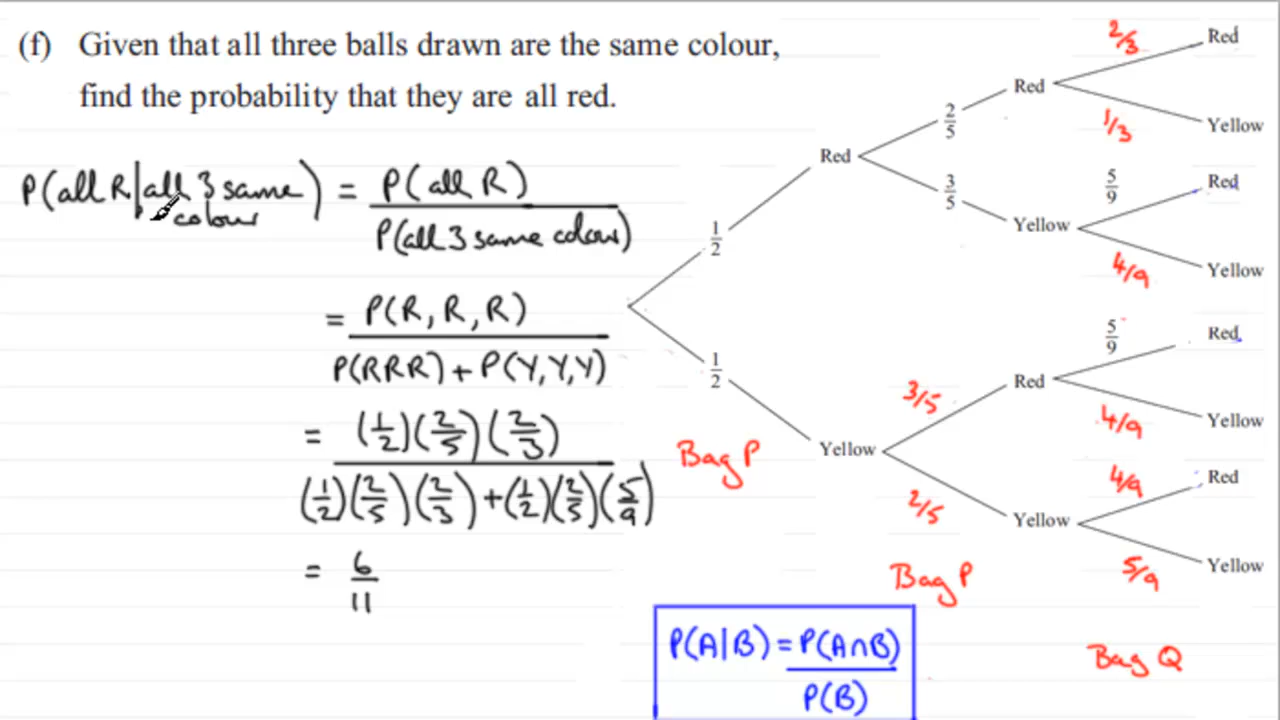 (f) Given that all three balls drawn are the same colour,
find the probability that they are all red.
P(all R | all 3 same colour) = P(all R) / P(all 3 same colour)
= P(R, R, R) / P(RRR) + P(Y, Y, Y)
= (1/2)(2/5)(2/3) / (1/2)(2/5)(2/3) + (1/2)(2/5)(5/9)
= 6/11
1/2
Red
2/5
Red
2/3
Red
1/3
Yellow
3/5
Yellow
5/9
Red
4/9
Yellow
1/2
Yellow
3/5
Red
5/9
Red
4/9
Yellow
2/5
Yellow
4/9
Red
5/9
Yellow
Bag P
Bag P
Bag Q
P(A|B) = P(A∩B) / P(B)